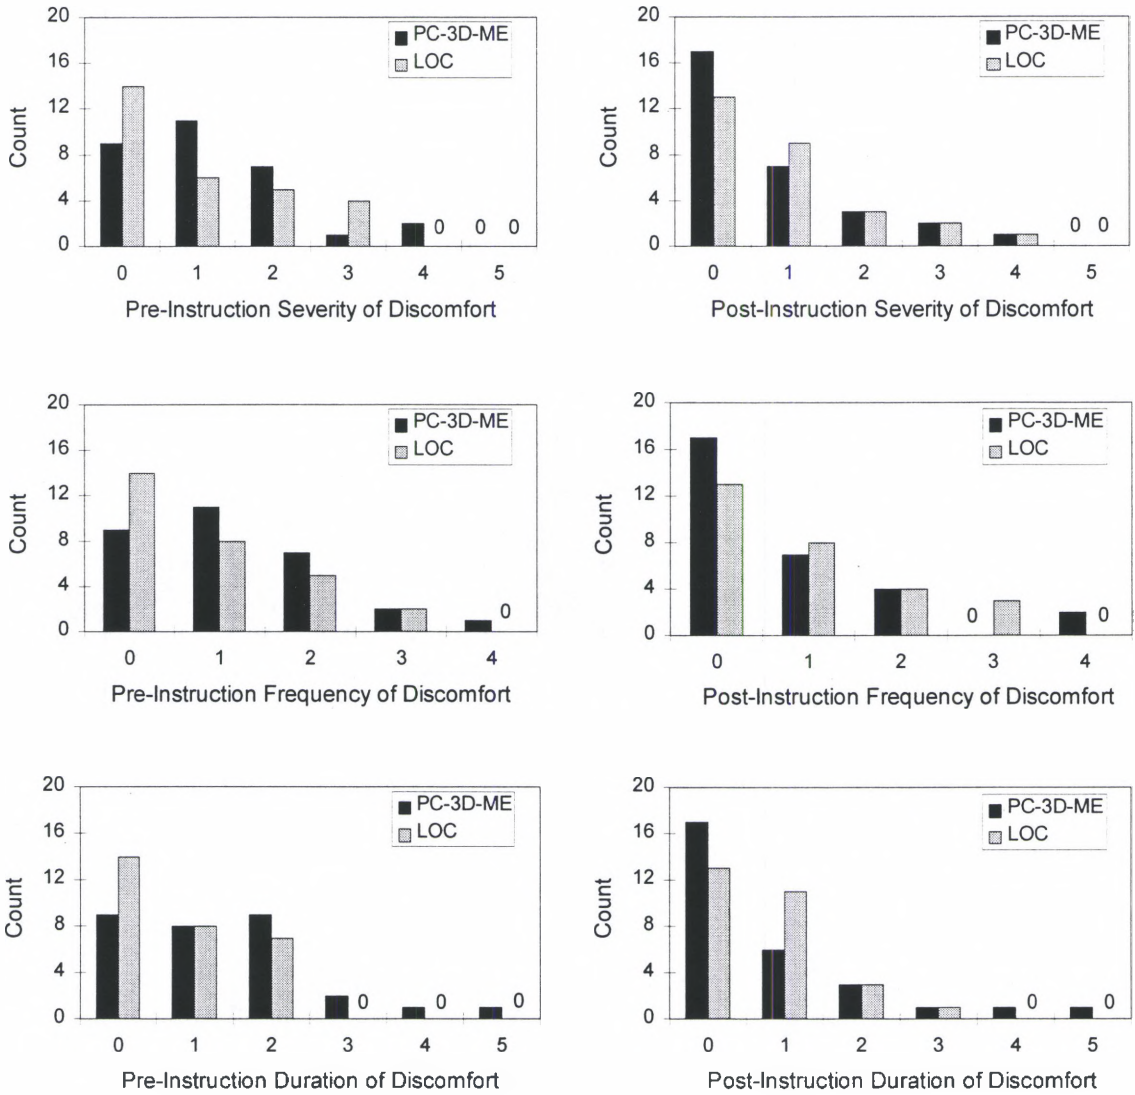 20
16
12
8
4
0
Count
PC-3D-ME
LOC
0 0 0
0 1 2 3 4 5
Pre-Instruction Severity of Discomfort
20
16
12
8
4
0
Count
PC-3D-ME
LOC
0 0
0 1 2 3 4 5
Post-Instruction Severity of Discomfort
20
16
12
8
4
0
Count
PC-3D-ME
LOC
0
0 1 2 3 4
Pre-Instruction Frequency of Discomfort
20
16
12
8
4
0
Count
PC-3D-ME
LOC
0 0
0 1 2 3 4
Post-Instruction Frequency of Discomfort
20
16
12
8
4
0
Count
PC-3D-ME
LOC
0 0 0
0 1 2 3 4 5
Pre-Instruction Duration of Discomfort
20
16
12
8
4
0
Count
PC-3D-ME
LOC
0 0
0 1 2 3 4 5
Post-Instruction Duration of Discomfort